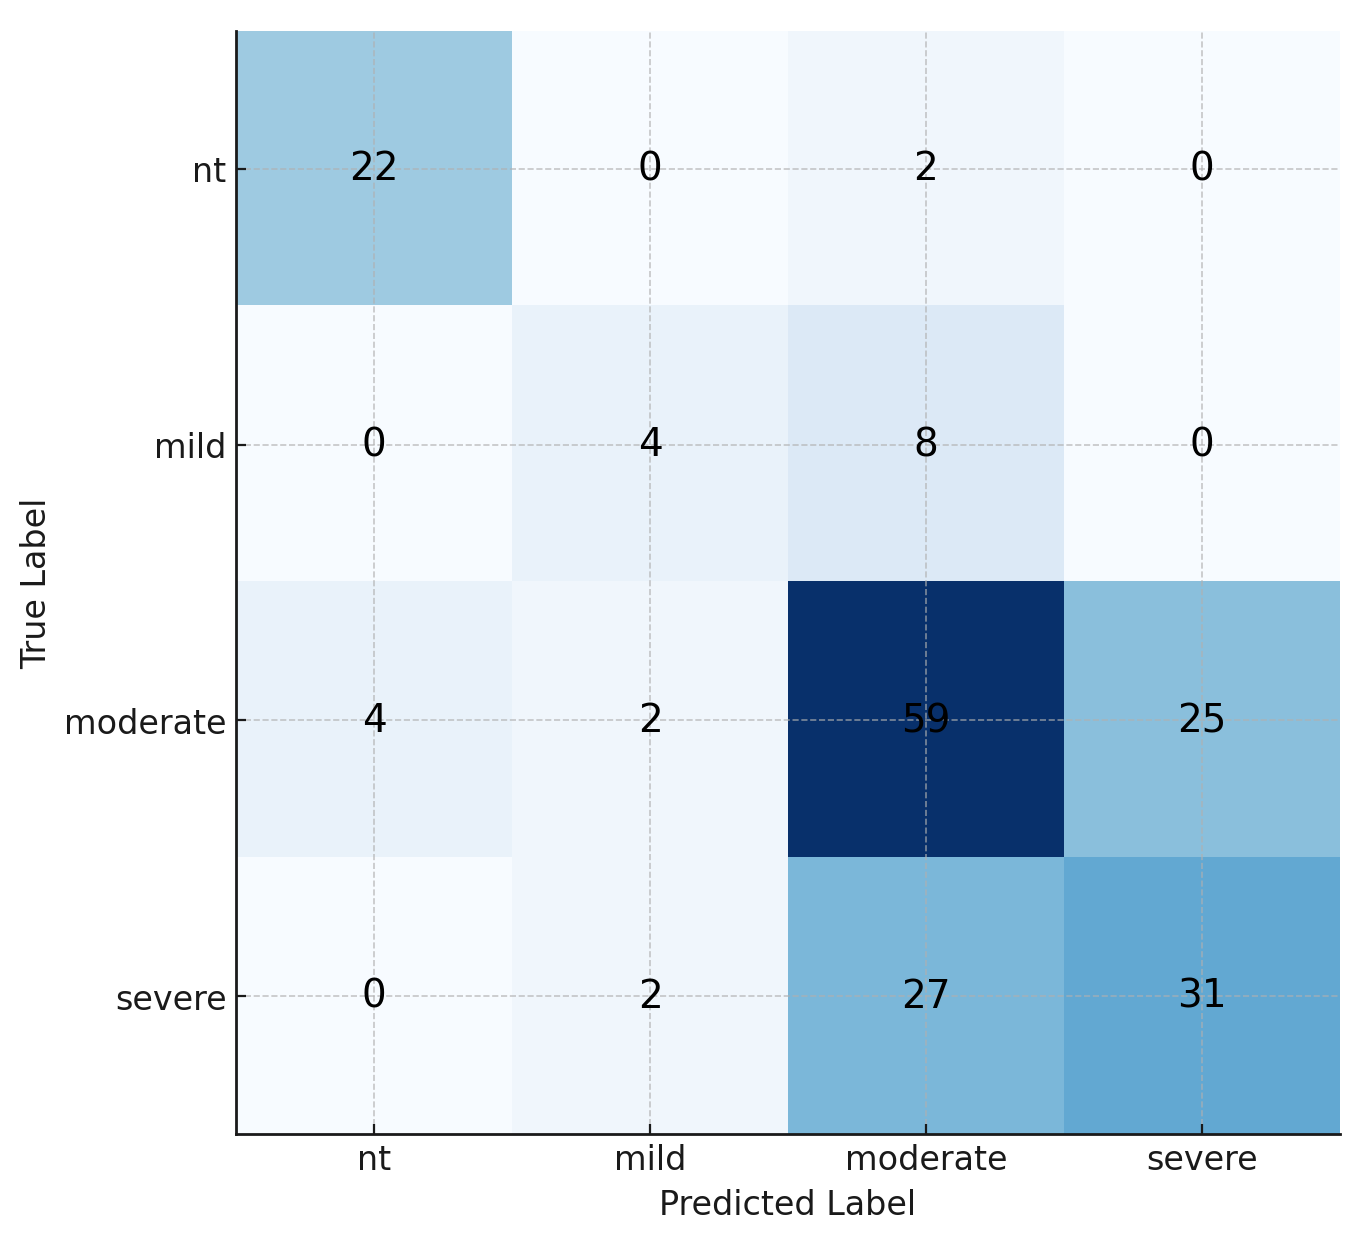 nt 22 0 2 0
mild 0 4 8 0
moderate 4 2 59 25
severe 0 2 27 31
nt mild moderate severe
Predicted Label
True Label